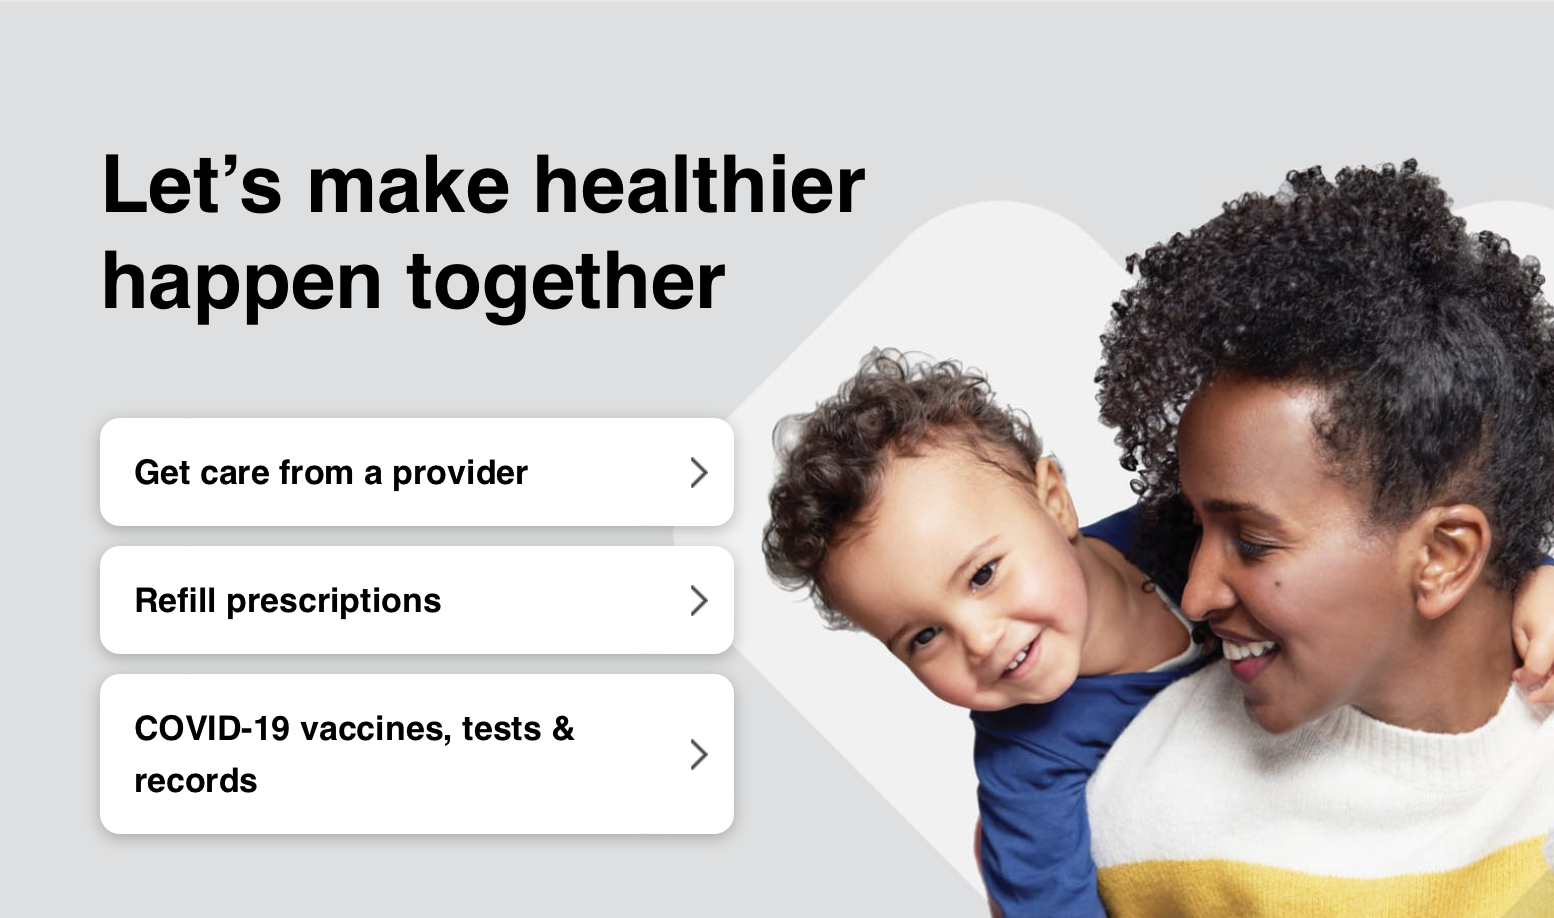 Let’s make healthier
happen together
Get care from a provider
Refill prescriptions
COVID-19 vaccines, tests &
records